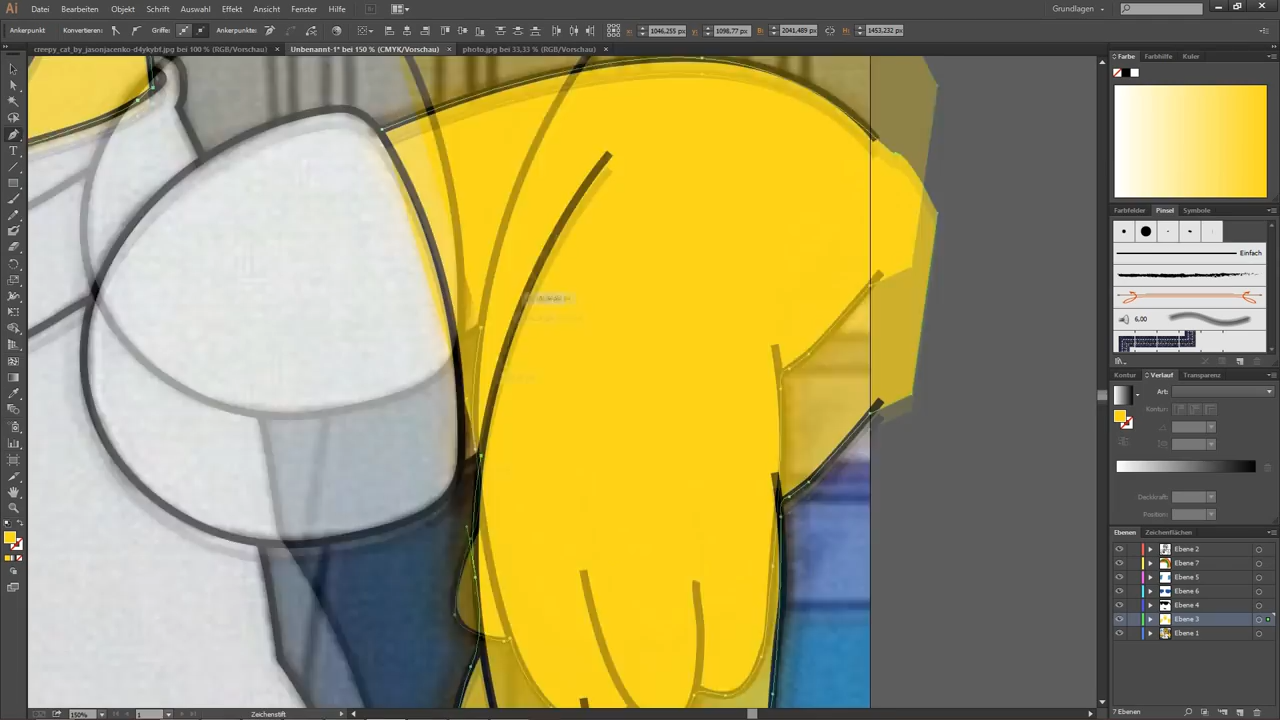 Ai
Datei Bearbeiten Objekt Schrift Auswahl Effekt Ansicht Fenster Hilfe
Br
Grundlagen
Ankerpunkt Konvertieren: Griffe: Ankerpunkte:
1046,255 px
1098,77 px
B: 2041,489 px
1453,232 px
creepy_cat_by_jasonjacenko-d4ykybf.jpg bei 100 % (RGB/Vorschau) ×
Unbenannt-1* bei 150 % (CMYK/Vorschau) ×
photo.jpg bei 33,33 % (RGB/Vorschau) ×
Farbe Farbhilfe Kuler
Farbfelder Pinsel Symbole
Einfach
6.00
Kontur Verlauf Transparenz
Art:
Kontur:
Deckkraft:
Position:
Ebenen Zeichenflächen
Ebene 2
Ebene 7
Ebene 5
Ebene 6
Ebene 4
Ebene 3
Ebene 1
150% 1 Zeichenstift
7 Ebenen